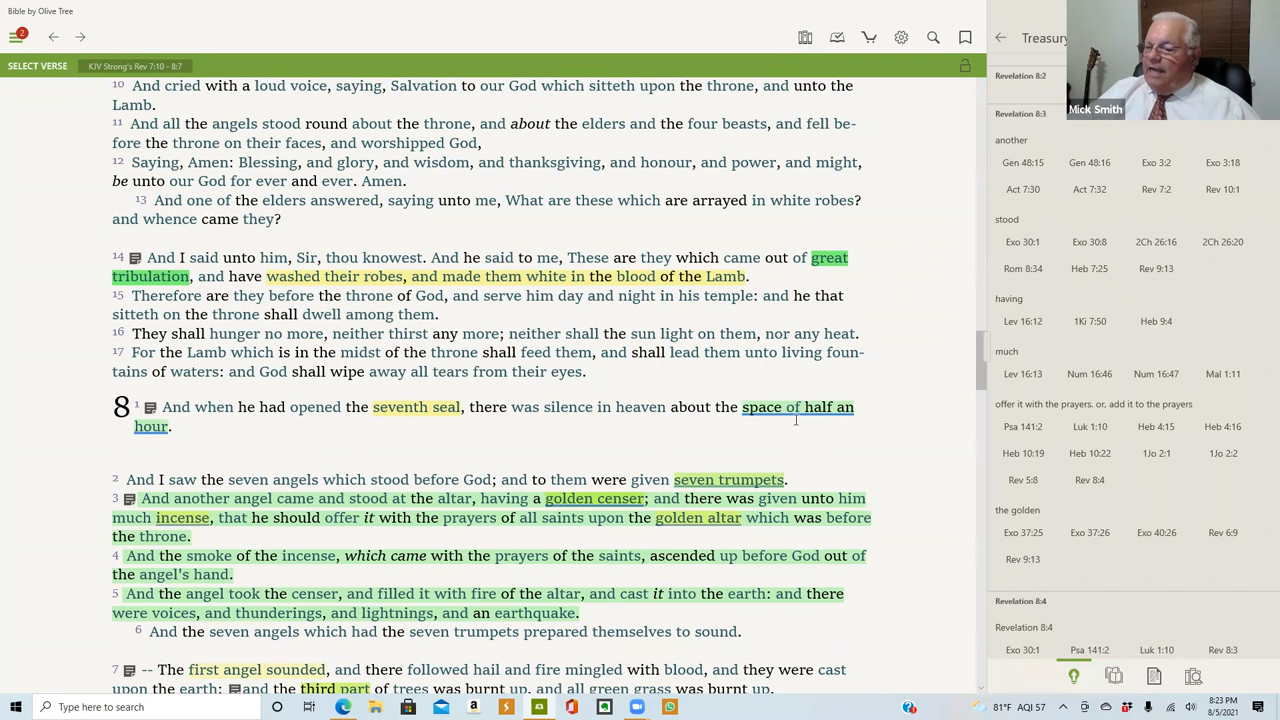 Bible by Olive Tree
2
SELECT VERSE
KJV Strong's Rev 7:10 - 8:7
10 And cried with a loud voice, saying, Salvation to our God which sitteth upon the throne, and unto the
Lamb.
11 And all the angels stood round about the throne, and about the elders and the four beasts, and fell be-
fore the throne on their faces, and worshipped God,
12 Saying, Amen: Blessing, and glory, and wisdom, and thanksgiving, and honour, and power, and might,
be unto our God for ever and ever. Amen.
13 And one of the elders answered, saying unto me, What are these which are arrayed in white robes?
and whence came they?
14 And I said unto him, Sir, thou knowest. And he said to me, These are they which came out of great
tribulation, and have washed their robes, and made them white in the blood of the Lamb.
15 Therefore are they before the throne of God, and serve him day and night in his temple: and he that
sitteth on the throne shall dwell among them.
16 They shall hunger no more, neither thirst any more; neither shall the sun light on them, nor any heat.
17 For the Lamb which is in the midst of the throne shall feed them, and shall lead them unto living foun-
tains of waters: and God shall wipe away all tears from their eyes.
8 1 And when he had opened the seventh seal, there was silence in heaven about the space of half an
hour.
2 And I saw the seven angels which stood before God; and to them were given seven trumpets.
3 And another angel came and stood at the altar, having a golden censer; and there was given unto him
much incense, that he should offer it with the prayers of all saints upon the golden altar which was before
the throne.
4 And the smoke of the incense, which came with the prayers of the saints, ascended up before God out of
the angel's hand.
5 And the angel took the censer, and filled it with fire of the altar, and cast it into the earth: and there
were voices, and thunderings, and lightnings, and an earthquake.
6 And the seven angels which had the seven trumpets prepared themselves to sound.
7 -- The first angel sounded, and there followed hail and fire mingled with blood, and they were cast
upon the earth: and the third part of trees was burnt up, and all green grass was burnt up.
Treasury
Mick Smith
Revelation 8:2
Revelation 8:3
another
Gen 48:15 Gen 48:16 Exo 3:2 Exo 3:18
Act 7:30 Act 7:32 Rev 7:2 Rev 10:1
stood
Exo 30:1 Exo 30:8 2Ch 26:16 2Ch 26:20
Rom 8:34 Heb 7:25 Rev 9:13
having
Lev 16:12 1Ki 7:50 Heb 9:4
much
Lev 16:13 Num 16:46 Num 16:47 Mal 1:11
offer it with the prayers. or, add it to the prayers
Psa 141:2 Luk 1:10 Heb 4:15 Heb 4:16
Heb 10:19 Heb 10:22 1Jo 2:1 1Jo 2:2
Rev 5:8 Rev 8:4
the golden
Exo 37:25 Exo 37:26 Exo 40:26 Rev 6:9
Rev 9:13
Revelation 8:4
Revelation 8:4
Exo 30:1 Psa 141:2 Luk 1:10 Rev 8:3
Type here to search
81°F AQI 57
8:23 PM
8/5/2021